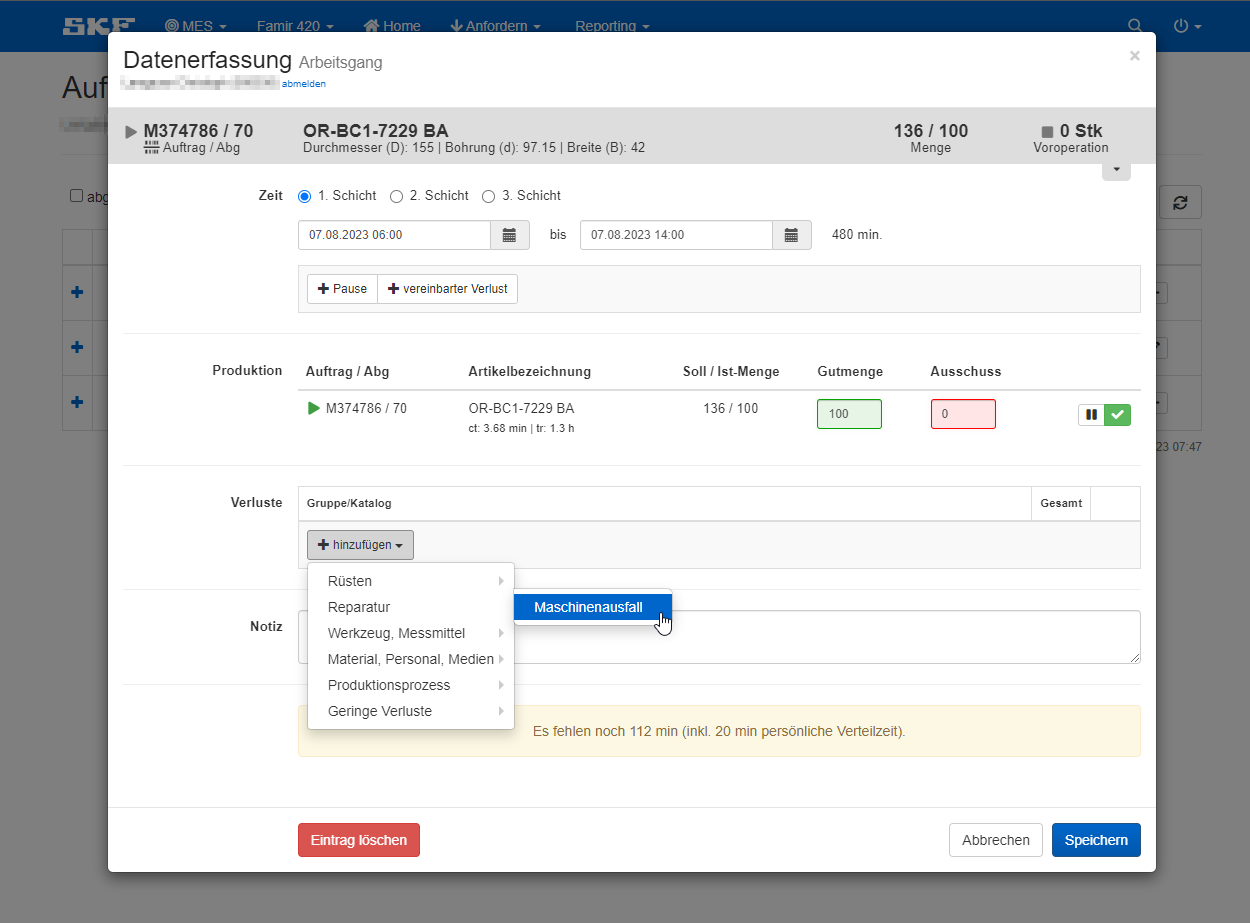 SKF MES Famir 420 Home Anfordern Reporting
Auf
Datenerfassung Arbeitsgang
abmelden
M374786 / 70 OR-BC1-7229 BA 136 / 100 0 Stk
Auftrag / Abg Durchmesser (D): 155 | Bohrung (d): 97.15 | Breite (B): 42 Menge Voroperation
abg
Zeit 1. Schicht 2. Schicht 3. Schicht
07.08.2023 06:00 bis 07.08.2023 14:00 480 min.
Pause vereinbarter Verlust
Produktion Auftrag / Abg Artikelbezeichnung Soll / Ist-Menge Gutmenge Ausschuss
M374786 / 70 OR-BC1-7229 BA 136 / 100 100 0
ct: 3.68 min | tr: 1.3 h
23 07:47
Verluste Gruppe/Katalog Gesamt
hinzufügen
Rüsten
Reparatur Maschinenausfall
Notiz
Werkzeug, Messmittel
Material, Personal, Medien
Produktionsprozess
Geringe Verluste
Es fehlen noch 112 min (inkl. 20 min persönliche Verteilzeit).
Eintrag löschen Abbrechen Speichern